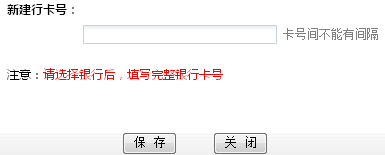 新建行卡号：
卡号间不能有间隔
注意：请选择银行后，填写完整银行卡号
保 存 关 闭